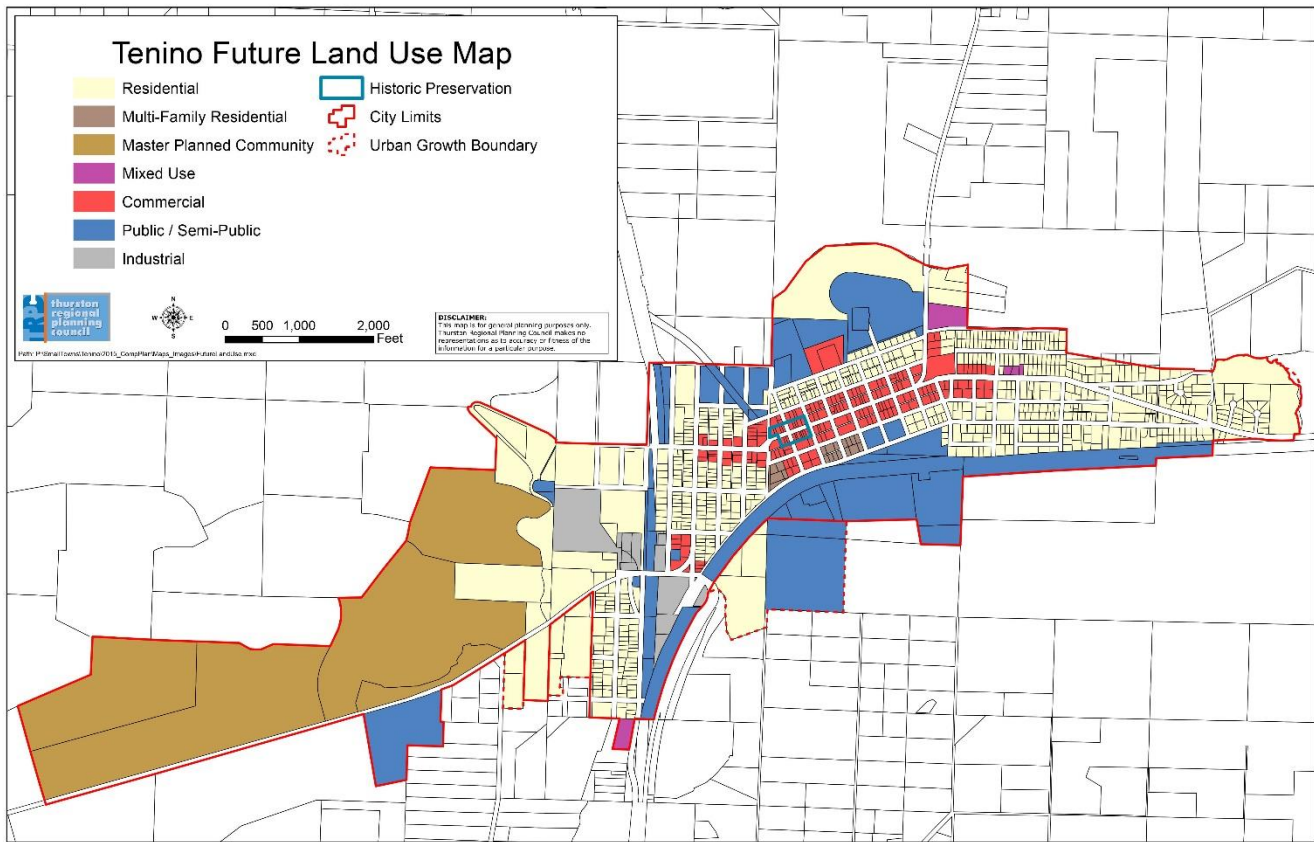 Tenino Future Land Use Map
Residential
Multi-Family Residential
Master Planned Community
Mixed Use
Commercial
Public / Semi-Public
Industrial
Historic Preservation
City Limits
Urban Growth Boundary
TRPC
thurston
regional
planning
council
N
W E
S
0 500 1,000 2,000
Feet
DISCLAIMER:
This map is for general planning purposes only.
Thurston Regional Planning Council makes no
representations as to accuracy or fitness of the
information for a particular purpose.